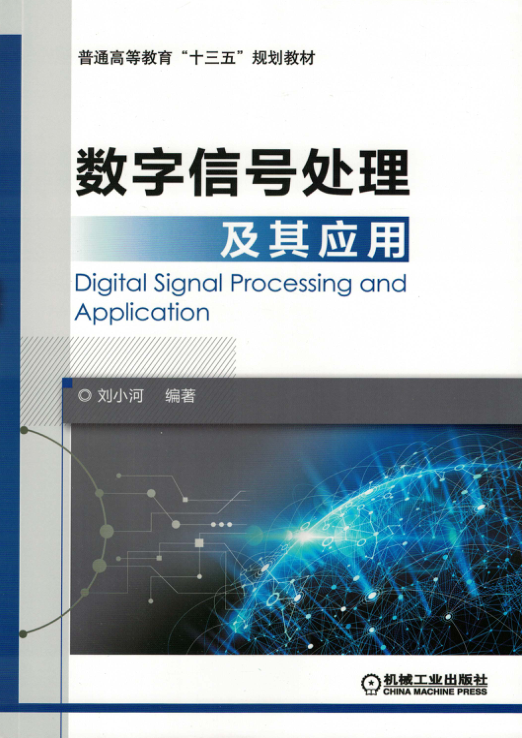 普通高等教育“十三五”规划教材
数字信号处理
及其应用
Digital Signal Processing and
Application
◎ 刘小河 编著
机械工业出版社
CHINA MACHINE PRESS